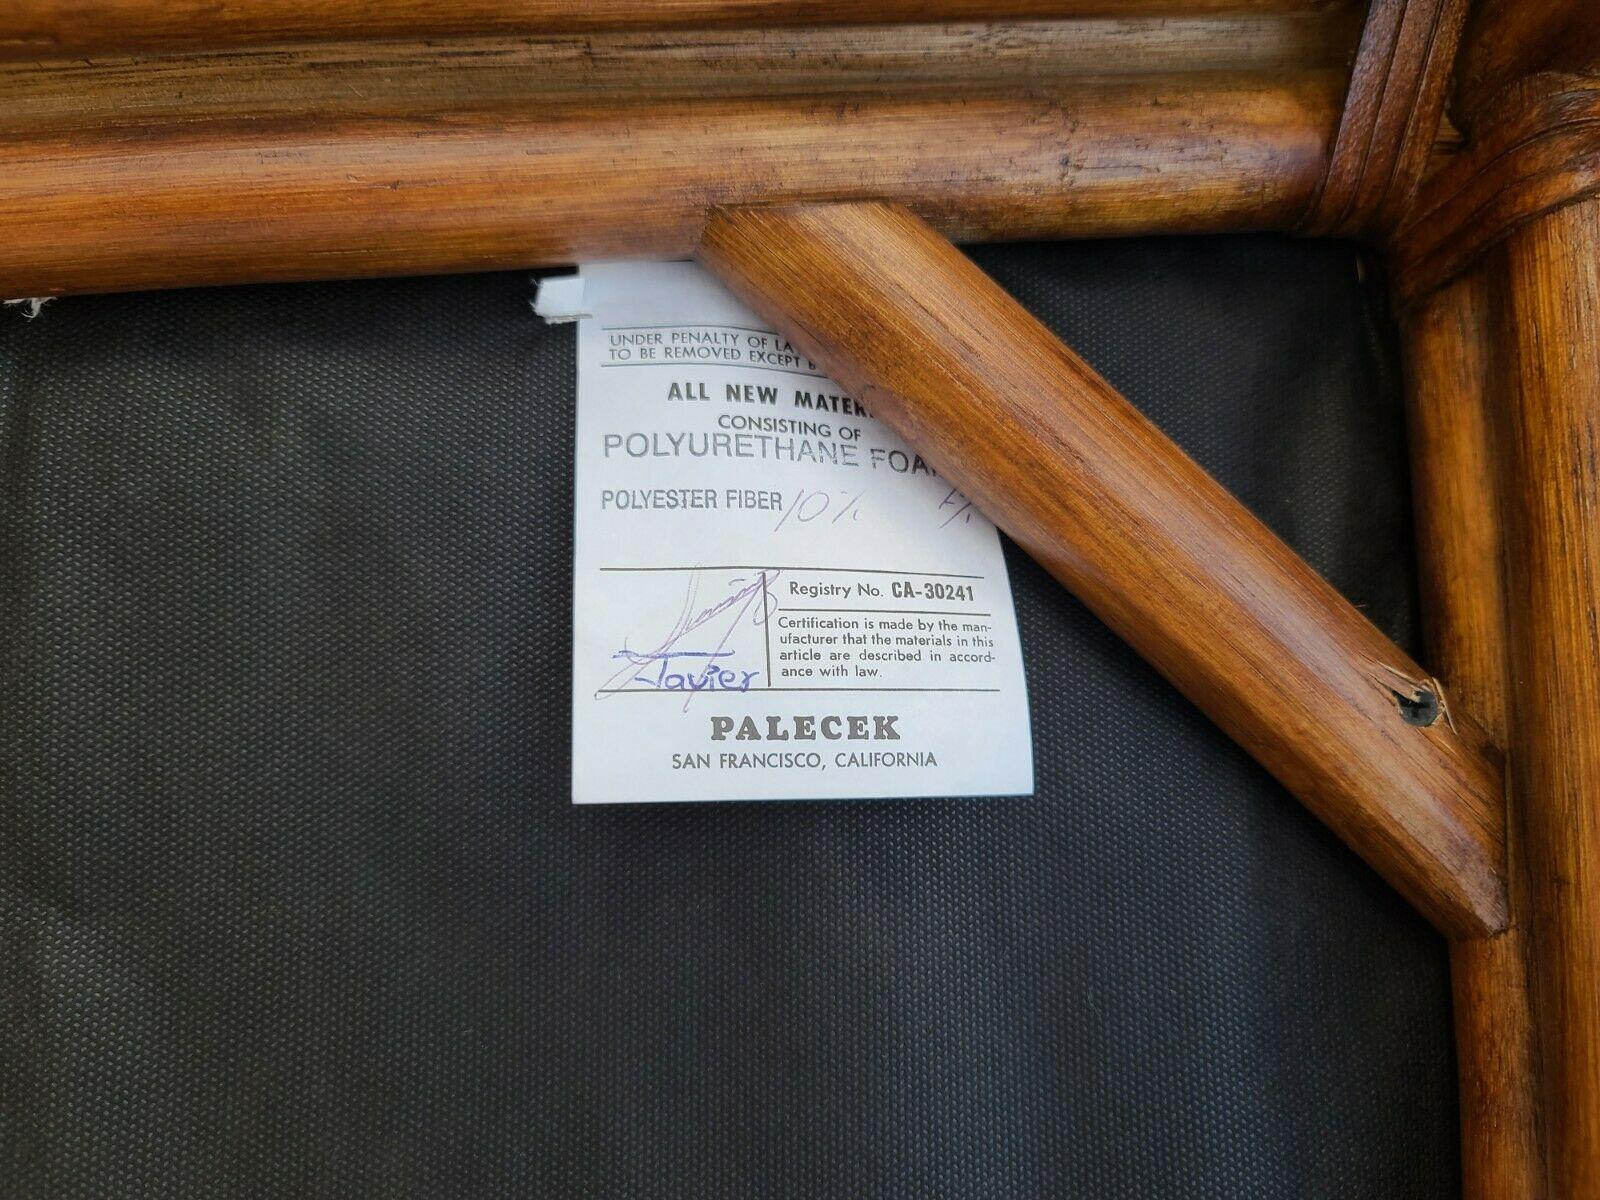 UNDER PENALTY OF LA
TO BE REMOVED EXCEPT B
ALL NEW MATER
CONSISTING OF
POLYURETHANE FOA
POLYESTER FIBER 10%
Registry No. CA-30241
Certification is made by the man-
ufacturer that the materials in this
article are described in accord-
ance with law.
Javier
PALECEK
SAN FRANCISCO, CALIFORNIA